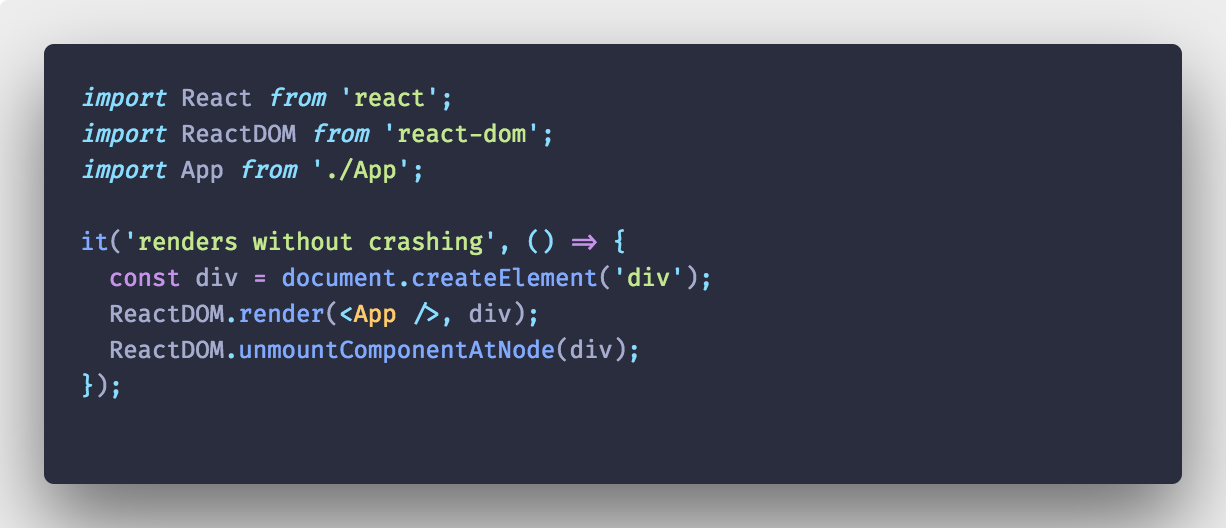 import React from 'react';
import ReactDOM from 'react-dom';
import App from './App';

it('renders without crashing', () => {
  const div = document.createElement('div');
  ReactDOM.render(<App />, div);
  ReactDOM.unmountComponentAtNode(div);
});